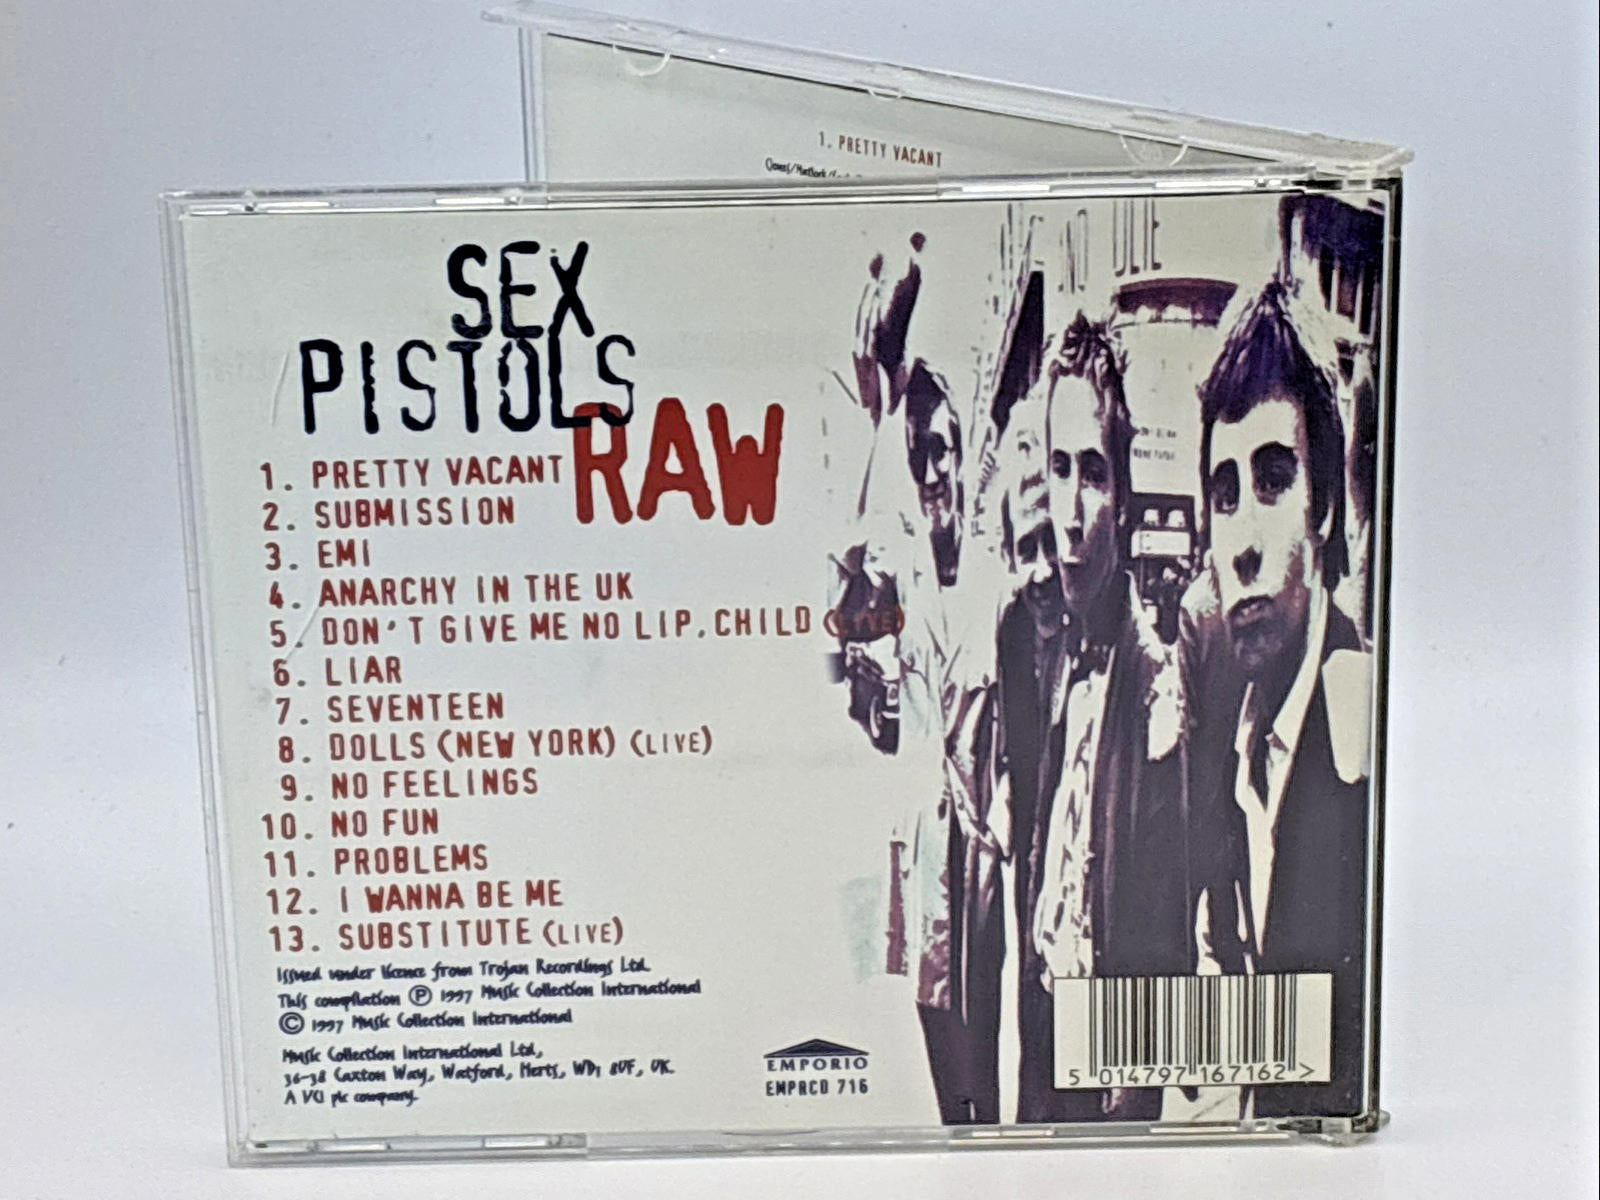 1. PRETTY VACANT
SEX
PISTOLS
RAW
1. PRETTY VACANT
2. SUBMISSION
3. EMI
4. ANARCHY IN THE UK
5. DON'T GIVE ME NO LIP, CHILD (LIVE)
6. LIAR
7. SEVENTEEN
8. DOLLS (NEW YORK) (LIVE)
9. NO FEELINGS
10. NO FUN
11. PROBLEMS
12. I WANNA BE ME
13. SUBSTITUTE (LIVE)
Issued under licence from Trojan Recordings Ltd.
This compilation Ⓟ 1997 Music Collection International
© 1997 Music Collection International
Music Collection International Ltd,
36-38 Caxton Way, Watford, Herts, WD1 8UF, UK.
A VCI plc company.
EMPORIO
EMPRCD 716
5 014797 167162 >